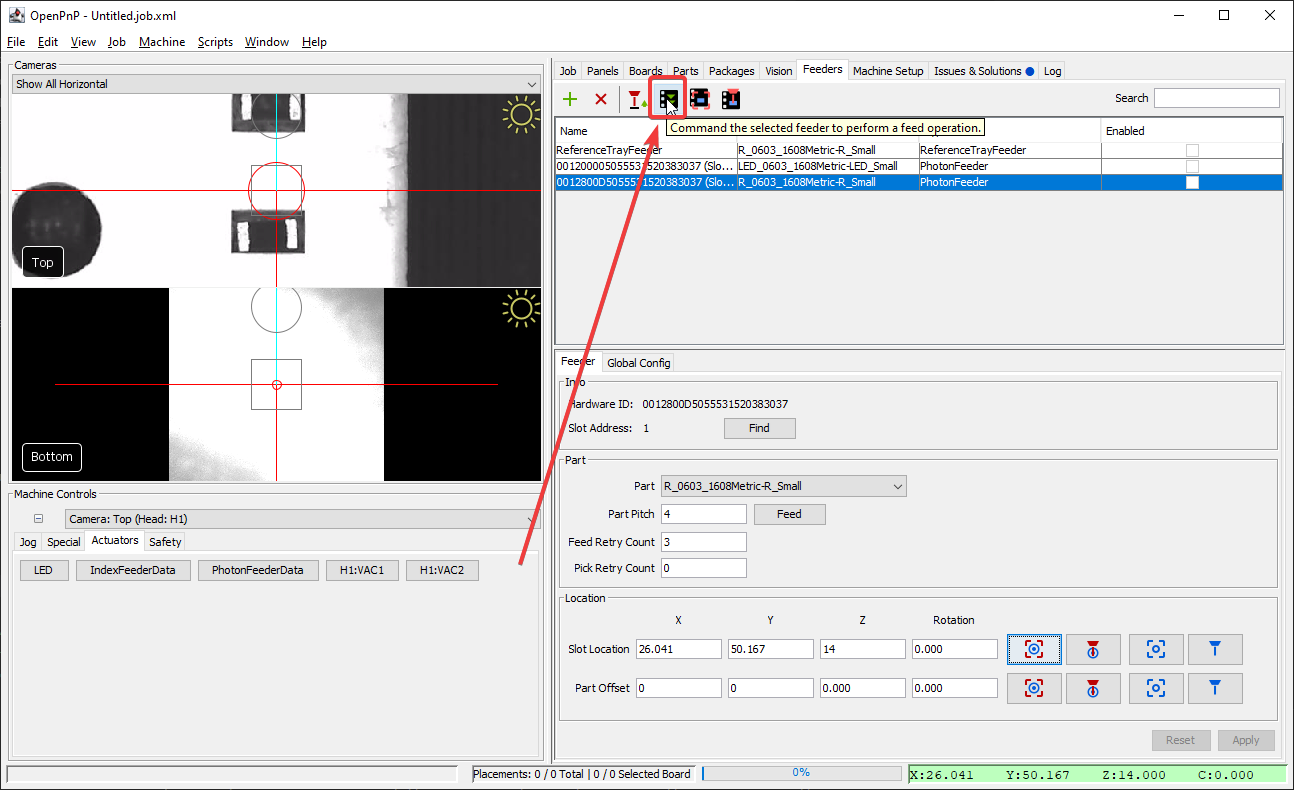 OpenPnP - Untitled.job.xml
File Edit View Job Machine Scripts Window Help
Cameras
Show All Horizontal
Top
Bottom
Machine Controls
Camera: Top (Head: H1)
Jog Special Actuators Safety
LED IndexFeederData PhotonFeederData H1:VAC1 H1:VAC2
Job Panels Boards Parts Packages Vision Feeders Machine Setup Issues & Solutions Log
Search
Command the selected feeder to perform a feed operation.
Name Enabled
ReferenceTrayFeeder R_0603_1608Metric-R_Small ReferenceTrayFeeder
(Slo... LED_0603_1608Metric-LED_Small PhotonFeeder
0012800D5055531520383037 (Slo... R_0603_1608Metric-R_Small PhotonFeeder
Feeder Global Config
Info
Hardware ID: 0012800D5055531520383037
Slot Address: 1 Find
Part
Part R_0603_1608Metric-R_Small
Part Pitch 4 Feed
Feed Retry Count 3
Pick Retry Count 0
Location
X Y Z Rotation
Slot Location 26.041 50.167 14 0.000
Part Offset 0 0 0.000 0.000
Reset Apply
Placements: 0 / 0 Total | 0 / 0 Selected Board 0% X:26.041 Y:50.167 Z:14.000 C:0.000